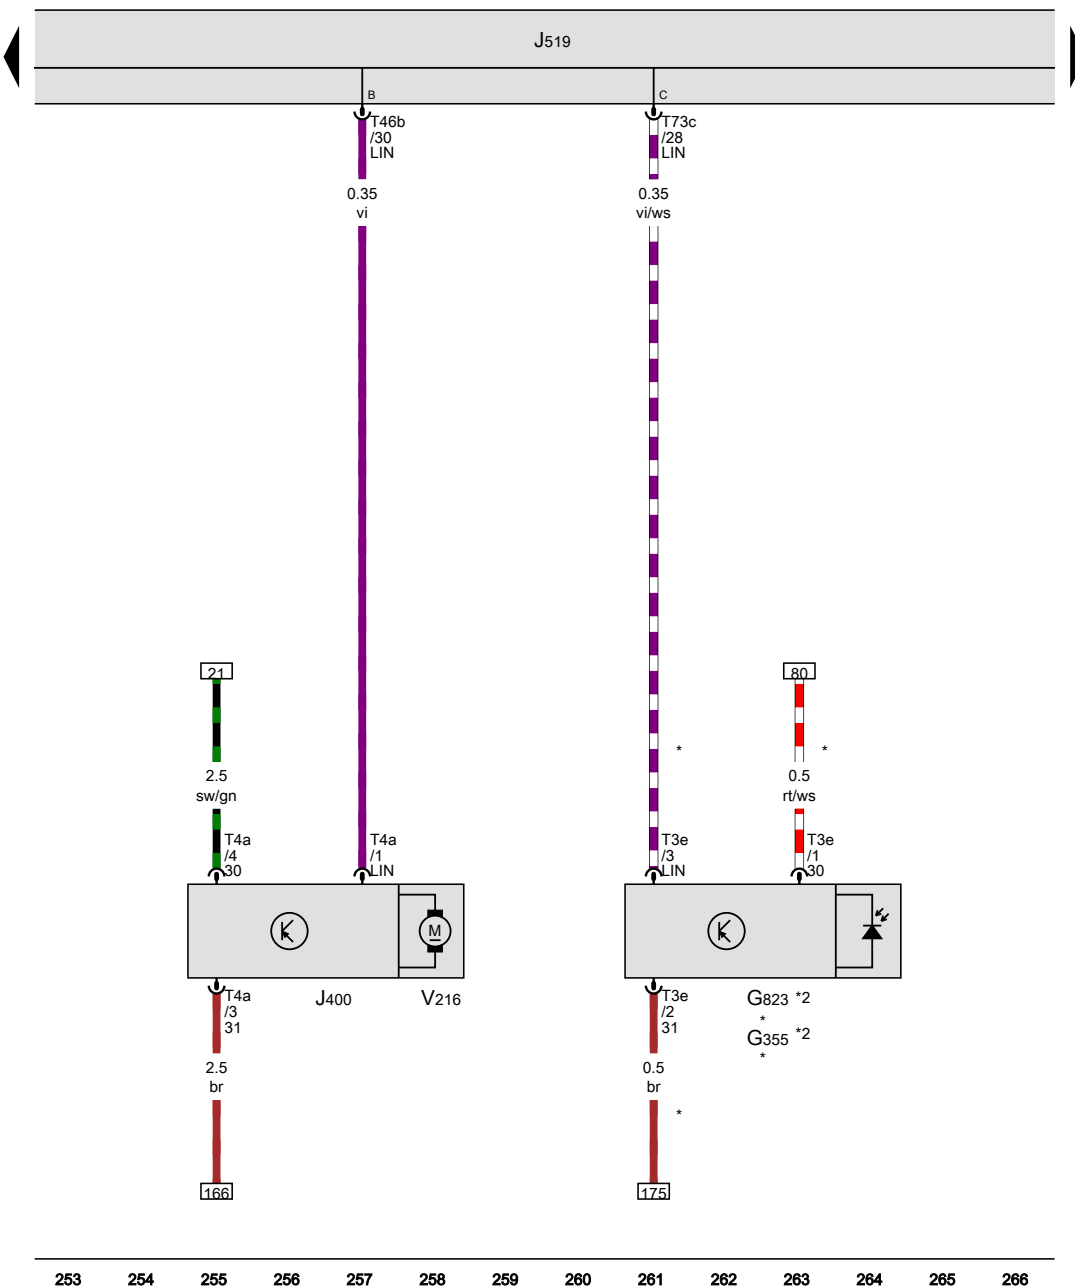 J519
B
C
T46b
/30
LIN
T73c
/28
LIN
0.35
vi
0.35
vi/ws
21
80
*
*
2.5
sw/gn
0.5
rt/ws
T4a
/4
30
T4a
/1
LIN
T3e
/3
LIN
T3e
/1
30
M
T4a
/3
31
J400
V216
T3e
/2
31
G823 *2
*
G355 *2
*
2.5
br
0.5
br
*
166
175
253 254 255 256 257 258 259 260 261 262 263 264 265 266